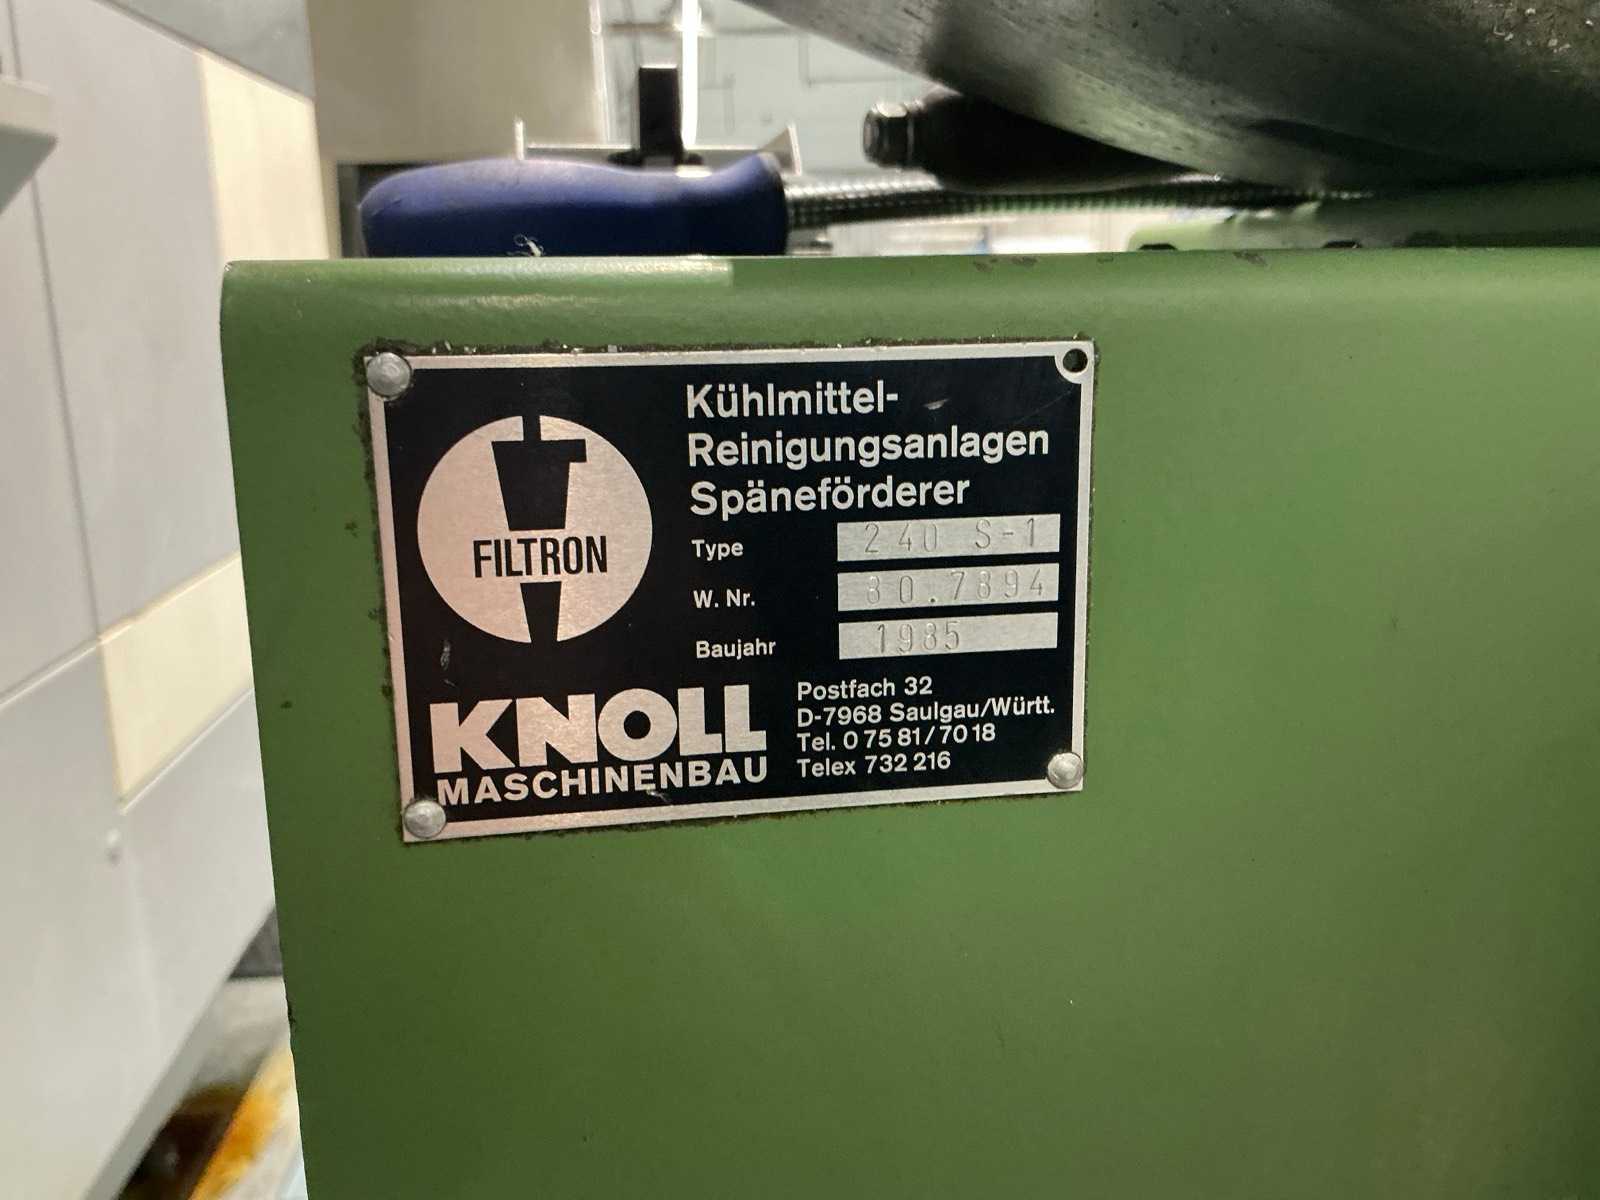 Kühlmittel-
Reinigungsanlagen
Späneförderer
FILTRON
Type 240 S-1
W. Nr. 80.7894
Baujahr 1985
KNOLL
MASCHINENBAU
Postfach 32
D-7968 Saulgau/Württ.
Tel. 0 75 81/70 18
Telex 732 216